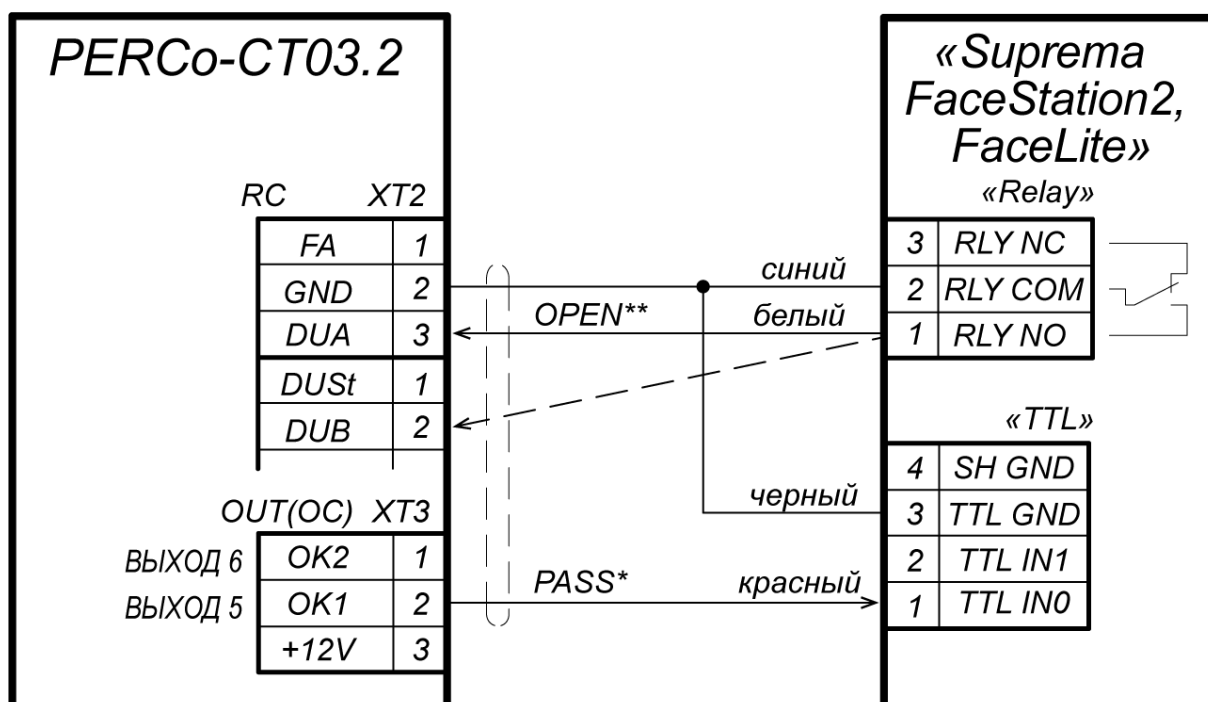 PERCo-CT03.2
RC XT2
FA 1
GND 2
DUA 3
DUSt 1
DUB 2
OUT(OC) XT3
ВЫХОД 6 OK2 1
ВЫХОД 5 OK1 2
+12V 3
синий
OPEN** белый
черный
PASS* красный
«Suprema
FaceStation2,
FaceLite»
«Relay»
3 RLY NC
2 RLY COM
1 RLY NO
«TTL»
4 SH GND
3 TTL GND
2 TTL IN1
1 TTL IN0